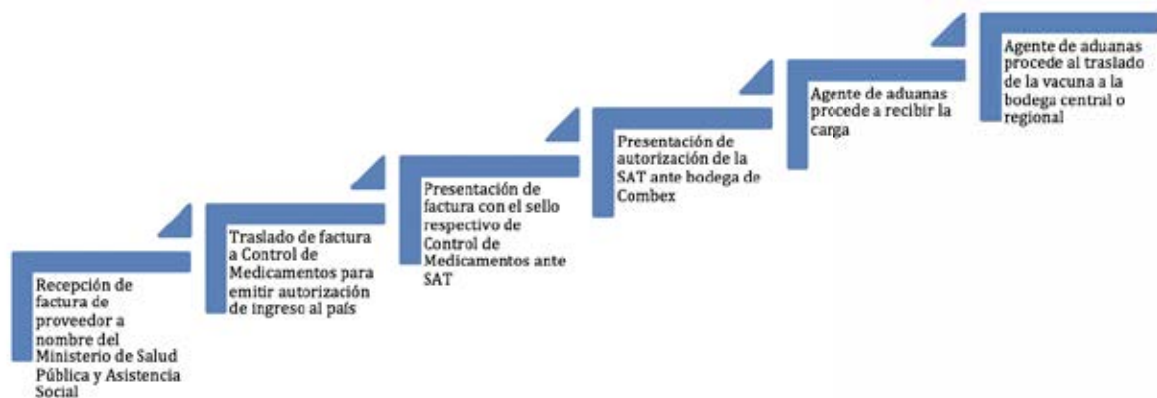 Recepción de
factura de
proveedor a
nombre del
Ministerio de Salud
Pública y Asistencia
Social
Traslado de factura
a Control de
Medicamentos para
emitir autorización
de ingreso al país
Presentación de
factura con el sello
respectivo de
Control de
Medicamentos ante
SAT
Presentación de
autorización de la
SAT ante bodega de
Combex
Agente de aduanas
procede a recibir la
carga
Agente de aduanas
procede al traslado
de la vacuna a la
bodega central o
regional